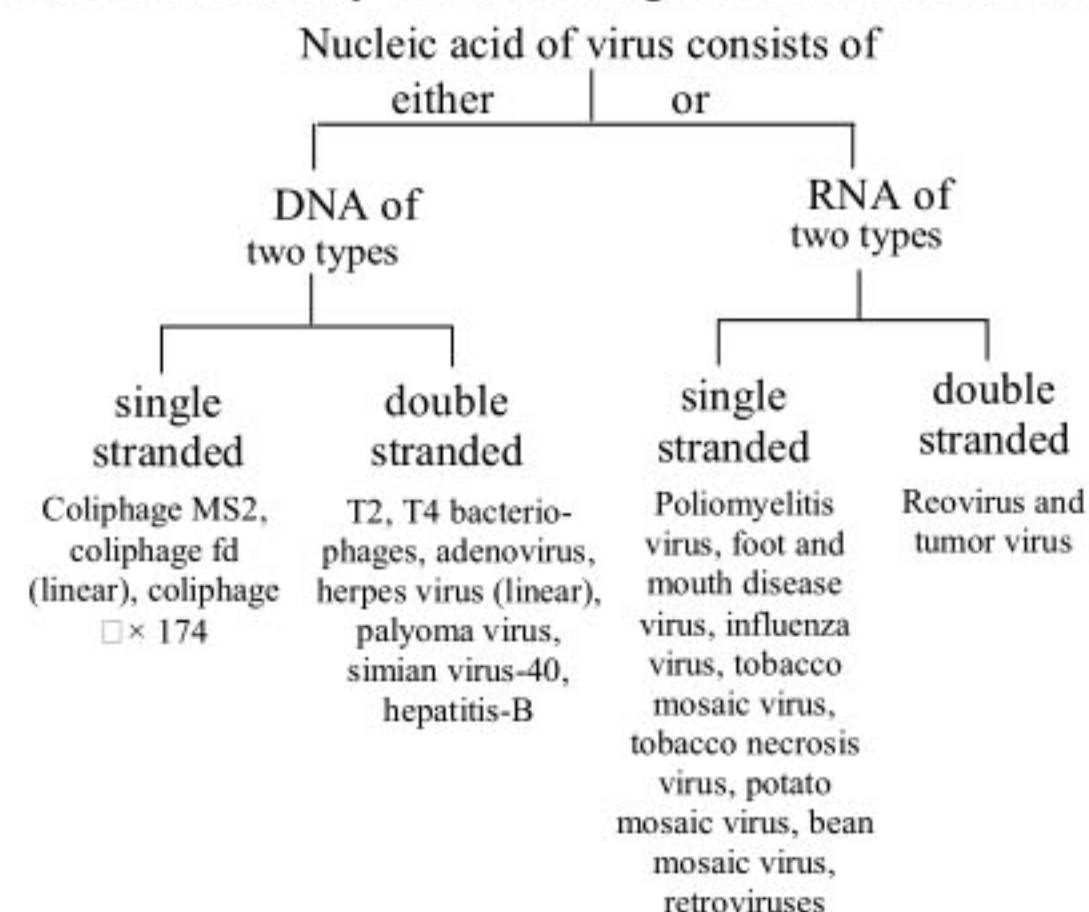 Nucleic acid of virus consists of
either or
DNA of
two types
RNA of
two types
single
stranded
Coliphage MS2,
coliphage fd
(linear), coliphage
□× 174
double
stranded
T2, T4 bacterio-
phages, adenovirus,
herpes virus (linear),
palyoma virus,
simian virus-40,
hepatitis-B
single
stranded
Poliomyelitis
virus, foot and
mouth disease
virus, influenza
virus, tobacco
mosaic virus,
tobacco necrosis
virus, potato
mosaic virus, bean
mosaic virus,
retroviruses
double
stranded
Reovirus and
tumor virus